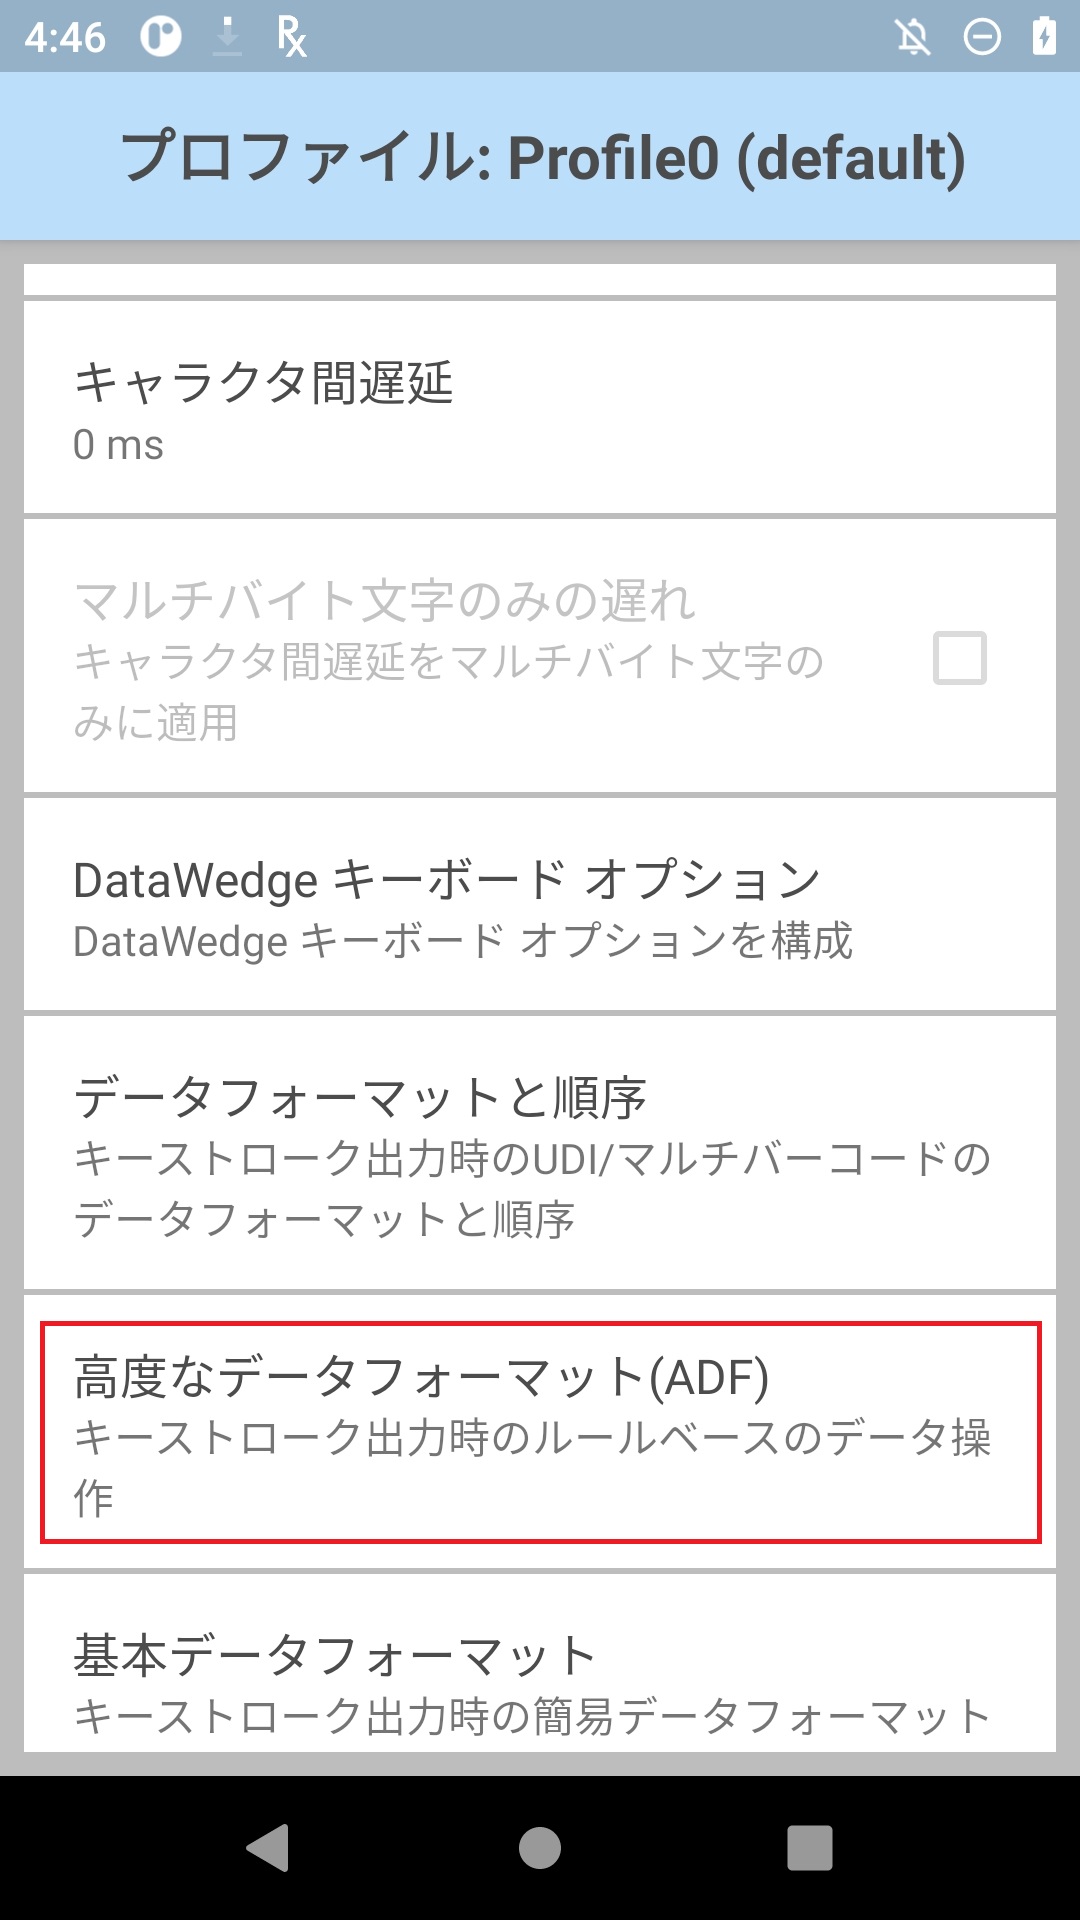 4:46
プロファイル: Profile0 (default)
キャラクタ間遅延
0 ms
マルチバイト文字のみの遅れ
キャラクタ間遅延をマルチバイト文字の
みに適用
DataWedge キーボード オプション
DataWedge キーボード オプションを構成
データフォーマットと順序
キーストローク出力時のUDI/マルチバーコードの
データフォーマットと順序
高度なデータフォーマット(ADF)
キーストローク出力時のルールベースのデータ操
作
基本データフォーマット
キーストローク出力時の簡易データフォーマット